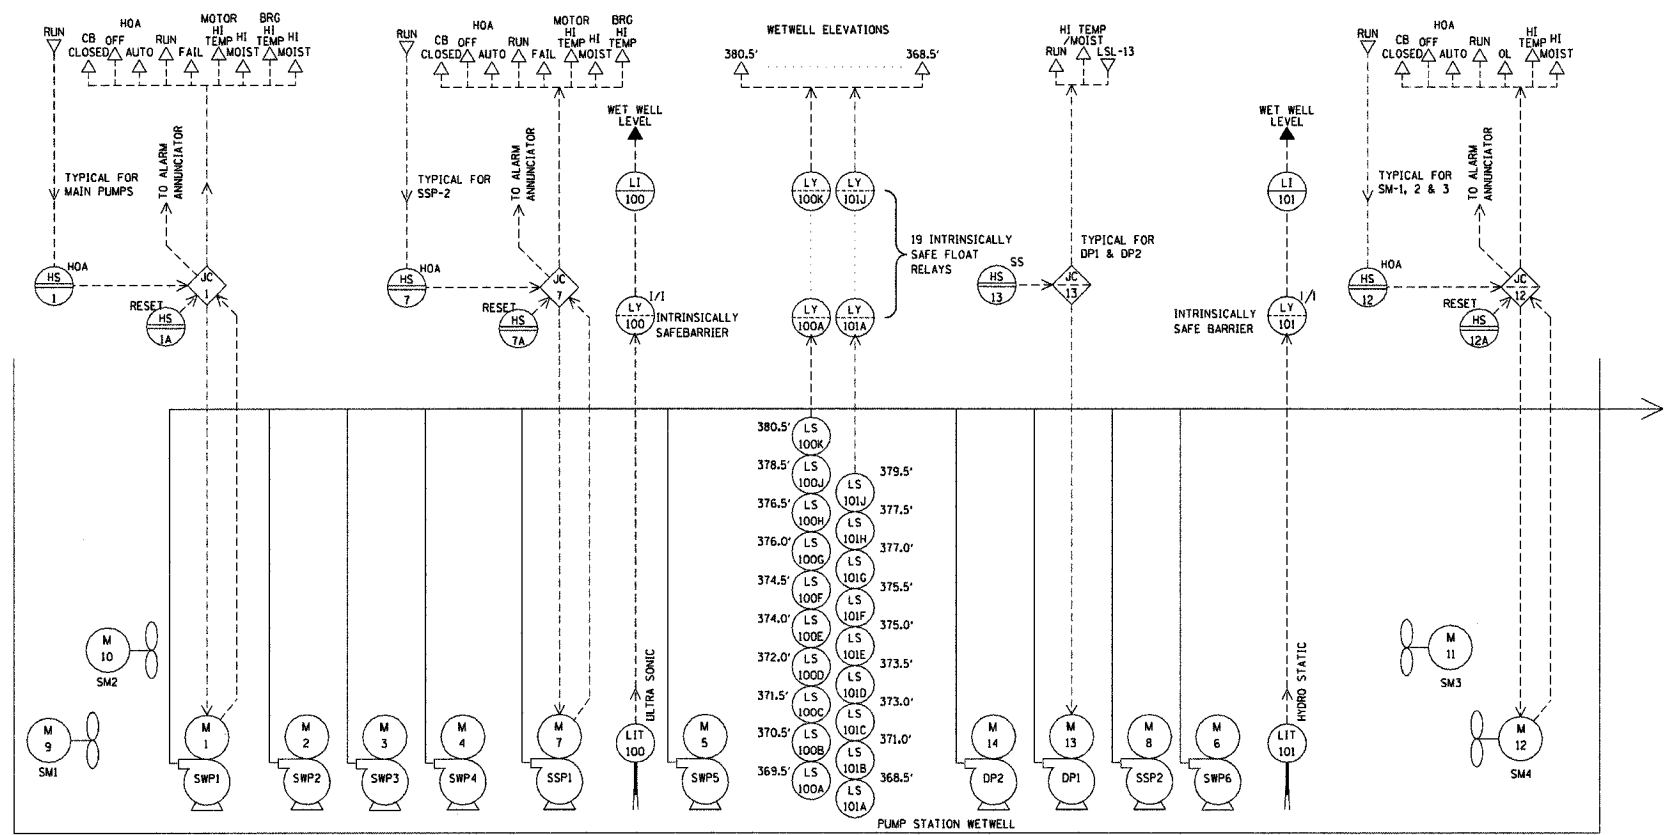 RUN
HOA
CB
CLOSED
OFF
AUTO
RUN
FAIL
MOTOR
HI
TEMP
HI
MOIST
BRG
HI
TEMP
HI
MOIST
TYPICAL FOR
MAIN PUMPS
TO ALARM
ANNUNCIATOR
HS
1
HOA
JC
1
RESET
HS
1A
RUN
HOA
CB
CLOSED
OFF
AUTO
RUN
FAIL
MOTOR
HI
TEMP
HI
MOIST
BRG
HI
TEMP
TYPICAL FOR
SSP-2
TO ALARM
ANNUNCIATOR
HS
7
HOA
JC
7
RESET
HS
7A
WET WELL
LEVEL
LI
100
LY
100
I/I
INTRINSICALLY
SAFEBARRIER
WETWELL ELEVATIONS
380.5'
368.5'
LY
100K
LY
101J
LY
100A
LY
101A
19 INTRINSICALLY
SAFE FLOAT
RELAYS
HI TEMP
/MOIST
RUN
LSL-13
TYPICAL FOR
DP1 & DP2
HS
13
SS
JC
13
WET WELL
LEVEL
LI
101
LY
101
I/I
INTRINSICALLY
SAFE BARRIER
RUN
HOA
CB
CLOSED
OFF
AUTO
RUN
OL
HI
TEMP
HI
MOIST
TYPICAL FOR
SM-1, 2 & 3
TO ALARM
ANNUNCIATOR
HS
12
HOA
JC
12
RESET
HS
12A
380.5'
LS
100K
378.5'
LS
100J
376.5'
LS
100H
376.0'
LS
100G
374.5'
LS
100F
374.0'
LS
100E
372.0'
LS
100D
371.5'
LS
100C
370.5'
LS
100B
369.5'
LS
100A
379.5'
LS
101J
377.5'
LS
101H
377.0'
LS
101G
375.5'
LS
101F
375.0'
LS
101E
373.5'
LS
101D
373.0'
LS
101C
371.0'
LS
101B
368.5'
LS
101A
M
10
SM2
M
9
SM1
M
1
SWP1
M
2
SWP2
M
3
SWP3
M
4
SWP4
M
7
SSP1
ULTRA SONIC
LIT
100
M
5
SWP5
M
14
DP2
M
13
DP1
M
8
SSP2
M
6
SWP6
HYDRO STATIC
LIT
101
M
11
SM3
M
12
SM4
PUMP STATION WETWELL